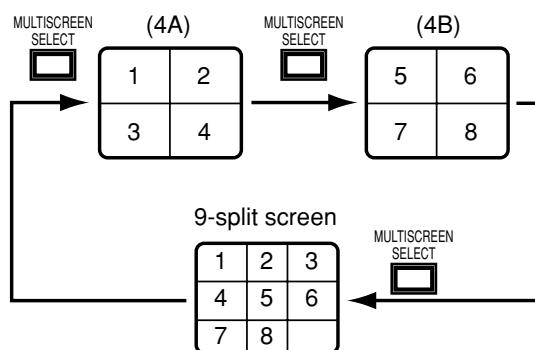 MULTISCREEN
SELECT
(4A)
MULTISCREEN
SELECT
(4B)
1 2
3 4
5 6
7 8
9-split screen
1 2 3
4 5 6
7 8
MULTISCREEN
SELECT